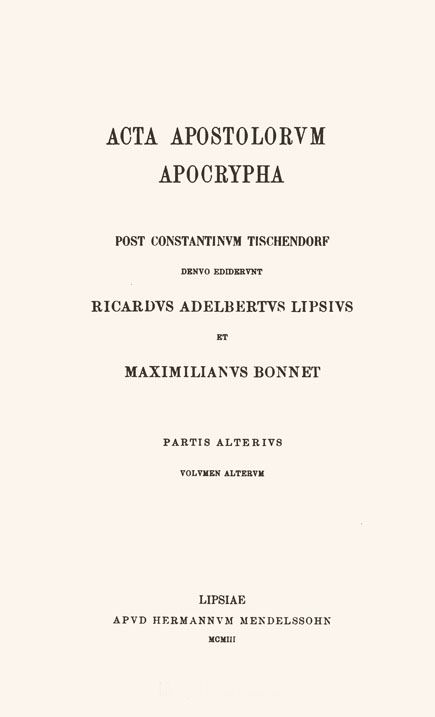 ACTA APOSTOLORVM
APOCRYPHA
POST CONSTANTINVM TISCHENDORF
DENVO EDIDERVNT
RICARDVS ADELBERTVS LIPSIVS
ET
MAXIMILIANVS BONNET
PARTIS ALTERIVS
VOLVMEN ALTERVM
LIPSIAE
APVD HERMANNVM MENDELSSOHN
MCMIII